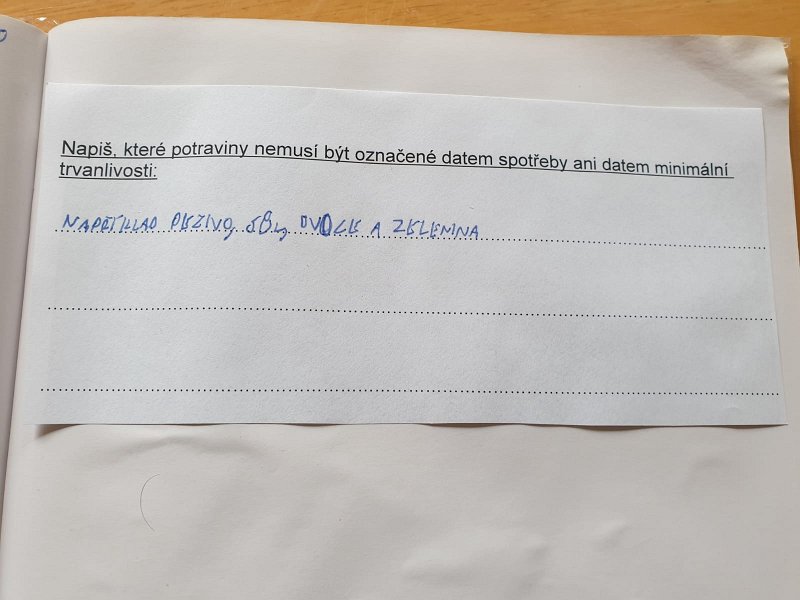 Napiš, které potraviny nemusí být označené datem spotřeby ani datem minimální
trvanlivosti:
NAPŘÍKLAD PEČIVO, SŮL, OVOCE A ZELENINA